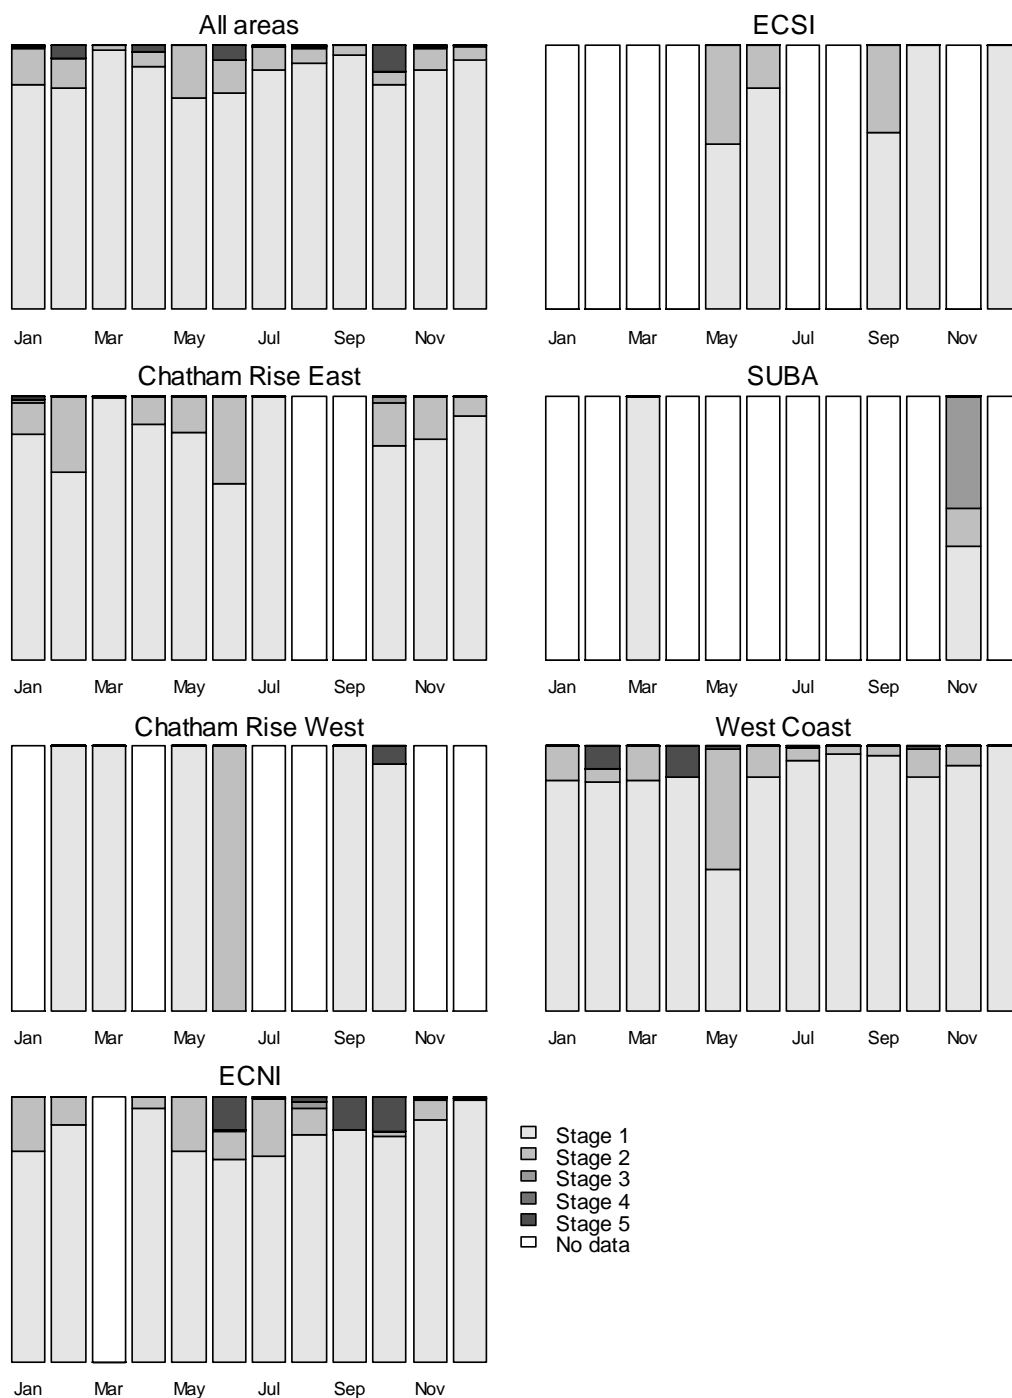 All areas
Jan Mar May Jul Sep Nov
ECSI
Jan Mar May Jul Sep Nov
Chatham Rise East
Jan Mar May Jul Sep Nov
SUBA
Jan Mar May Jul Sep Nov
Chatham Rise West
Jan Mar May Jul Sep Nov
West Coast
Jan Mar May Jul Sep Nov
ECNI
Jan Mar May Jul Sep Nov
Stage 1
Stage 2
Stage 3
Stage 4
Stage 5
No data